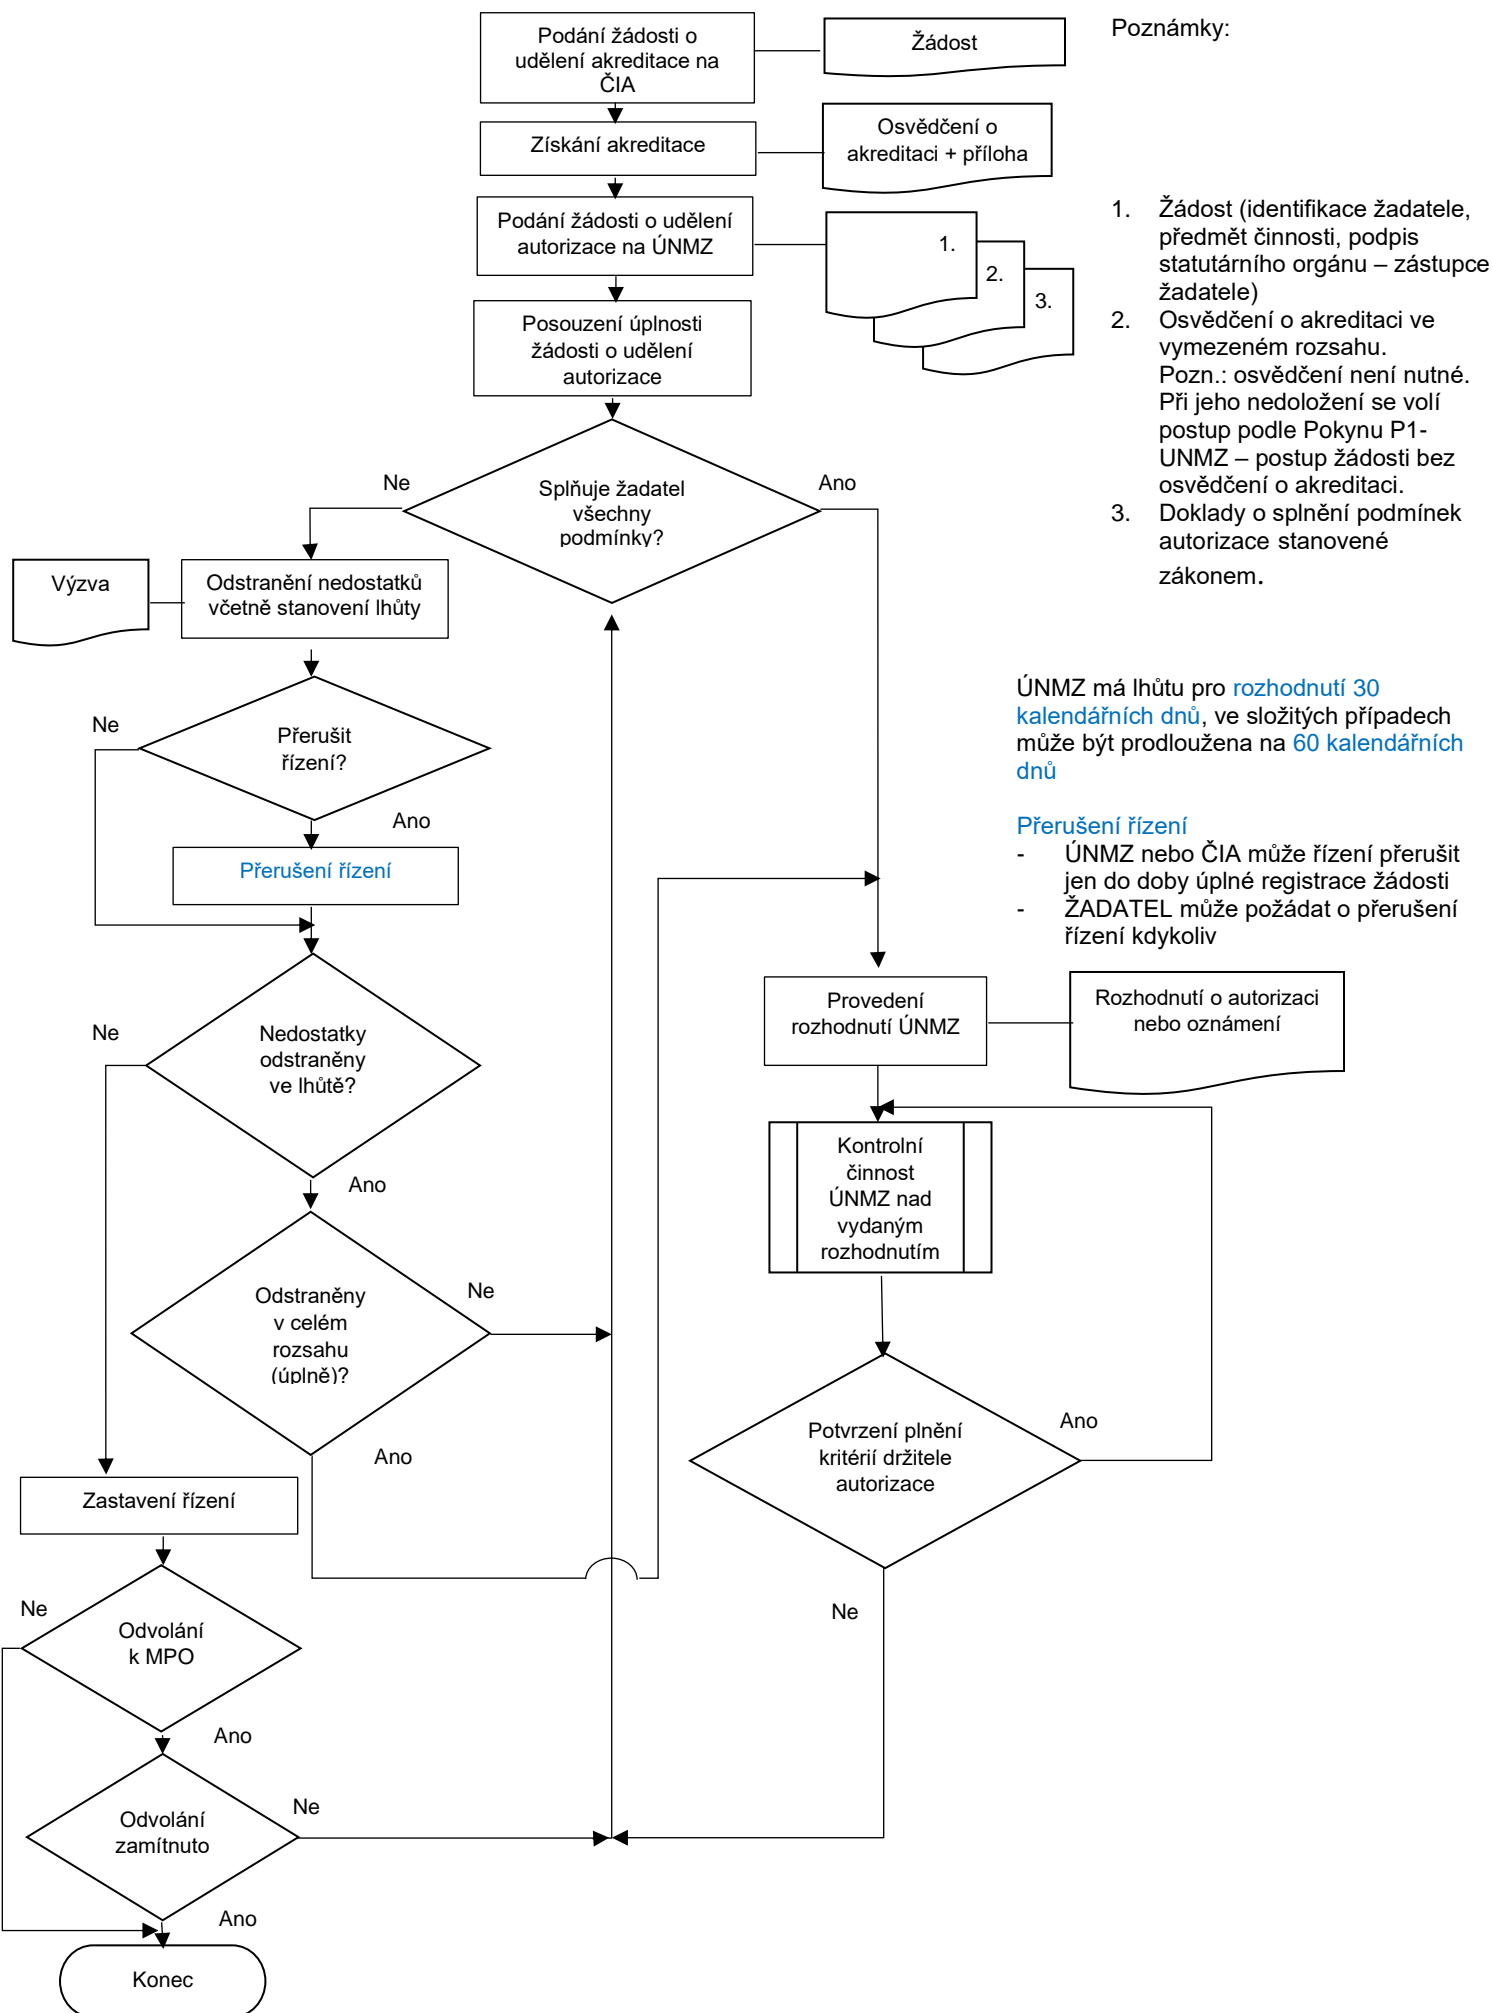 Podání žádosti o
udělení akreditace na
ČIA
Žádost
Poznámky:
Získání akreditace
Osvědčení o
akreditaci + příloha
Podání žádosti o udělení
autorizace na ÚNMZ
1.
2.
3.
1. Žádost (identifikace žadatele,
předmět činnosti, podpis
statutárního orgánu – zástupce
žadatele)
2. Osvědčení o akreditaci ve
vymezeném rozsahu.
Pozn.: osvědčení není nutné.
Při jeho nedoložení se volí
postup podle Pokynu P1-
UNMZ – postup žádosti bez
osvědčení o akreditaci.
3. Doklady o splnění podmínek
autorizace stanovené
zákonem.
Posouzení úplnosti
žádosti o udělení
autorizace
Ne
Splňuje žadatel
všechny
podmínky?
Ano
Výzva
Odstranění nedostatků
včetně stanovení lhůty
ÚNMZ má lhůtu pro rozhodnutí 30
kalendářních dnů, ve složitých případech
může být prodloužena na 60 kalendářních
dnů
Přerušení řízení
- ÚNMZ nebo ČIA může řízení přerušit
jen do doby úplné registrace žádosti
- ŽADATEL může požádat o přerušení
řízení kdykoliv
Ne
Přerušit
řízení?
Ano
Přerušení řízení
Ne
Nedostatky
odstraněny
ve lhůtě?
Ano
Provedení
rozhodnutí ÚNMZ
Rozhodnutí o autorizaci
nebo oznámení
Kontrolní
činnost
ÚNMZ nad
vydaným
rozhodnutím
Odstraněny
v celém
rozsahu
(úplně)?
Ne
Ano
Potvrzení plnění
kritérií držitele
autorizace
Ano
Ne
Zastavení řízení
Ne
Odvolání
k MPO
Ano
Odvolání
zamítnuto
Ne
Ano
Konec